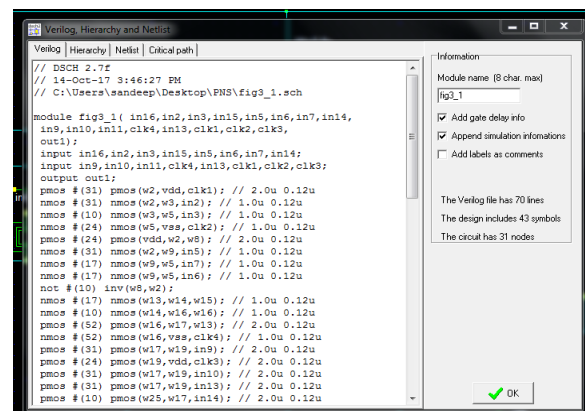 Verilog, Hierarchy and Netlist
Verilog Hierarchy Netlist Critical path
// DSCH 2.7f
// 14-Oct-17 3:46:27 PM
// C:\Users\sandeep\Desktop\PNS\fig3_1.sch
module fig3_1( in16,in2,in3,in15,in5,in6,in7,in14,
in9,in10,in11,clk4,in13,clk1,clk2,clk3,
out1);
input in16,in2,in3,in15,in5,in6,in7,in14;
input in9,in10,in11,clk4,in13,clk1,clk2,clk3;
output out1;
pmos #(31) pmos(w2,vdd,clk1); // 2.0u 0.12u
nmos #(31) nmos(w2,w3,in2); // 1.0u 0.12u
nmos #(10) nmos(w3,w5,in3); // 1.0u 0.12u
nmos #(24) nmos(w5,vss,clk2); // 1.0u 0.12u
pmos #(24) pmos(vdd,w2,w8); // 2.0u 0.12u
nmos #(31) nmos(w2,w9,in5); // 1.0u 0.12u
nmos #(17) nmos(w9,w5,in7); // 1.0u 0.12u
nmos #(17) nmos(w9,w5,in6); // 1.0u 0.12u
not #(10) inv(w8,w2);
nmos #(17) nmos(w13,w14,w15); // 1.0u 0.12u
nmos #(10) nmos(w14,w16,w16); // 1.0u 0.12u
pmos #(52) pmos(w16,w17,w13); // 2.0u 0.12u
nmos #(52) nmos(w16,vss,clk4); // 1.0u 0.12u
pmos #(31) pmos(w17,w19,in9); // 2.0u 0.12u
pmos #(24) pmos(w19,vdd,clk3); // 2.0u 0.12u
pmos #(31) pmos(w17,w19,in10); // 2.0u 0.12u
pmos #(31) pmos(w17,w19,in13); // 2.0u 0.12u
pmos #(10) pmos(w25,w17,in14); // 2.0u 0.12u
Information
Module name (8 char. max)
fig3_1
Add gate delay info
Append simulation infomations
Add labels as comments
The Verilog file has 70 lines
The design includes 43 symbols
The circuit has 31 nodes
OK